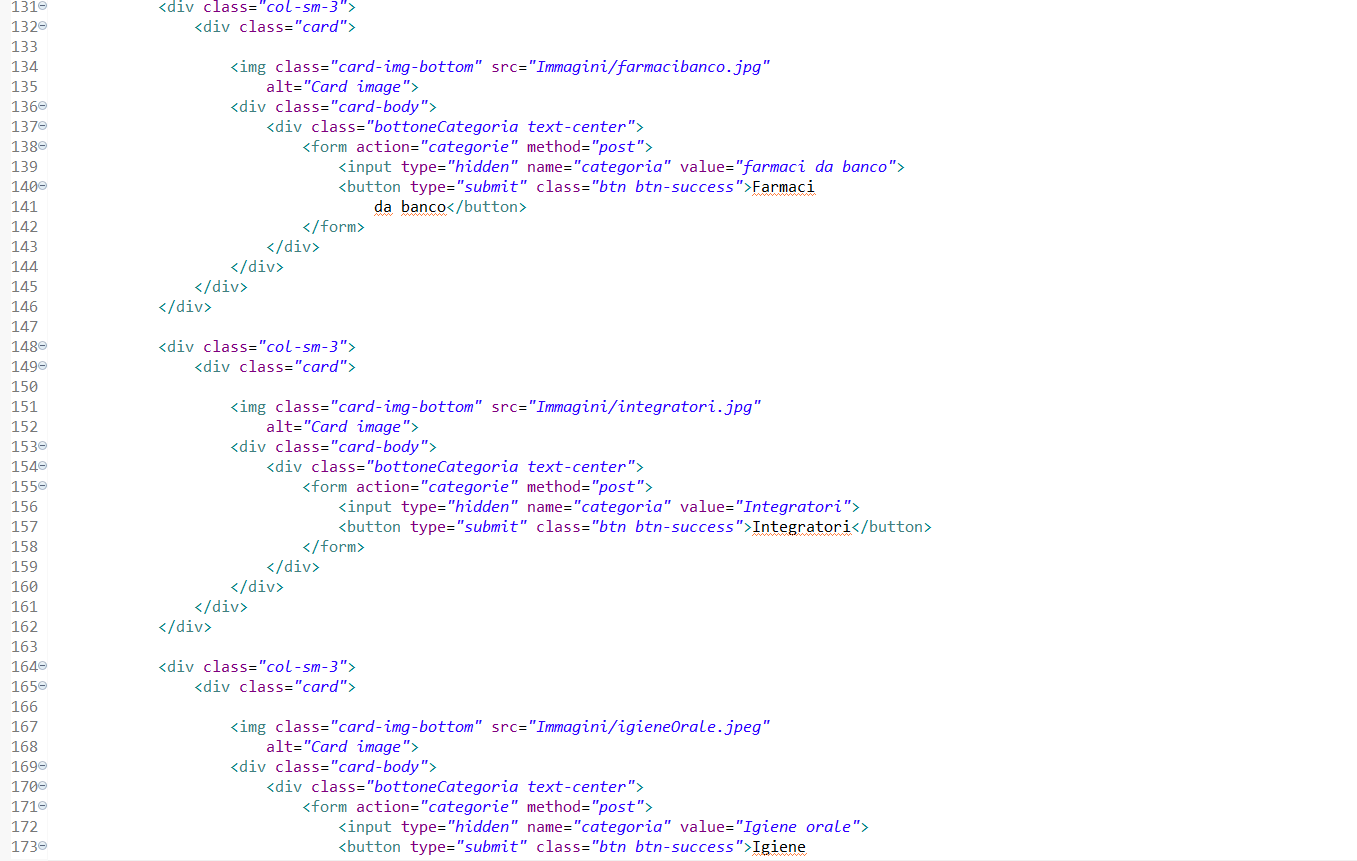 131 <div class="col-sm-3">
132 <div class="card">
133
134 <img class="card-img-bottom" src="Immagini/farmacibanco.jpg"
135 alt="Card image">
136 <div class="card-body">
137 <div class="bottoneCategoria text-center">
138 <form action="categorie" method="post">
139 <input type="hidden" name="categoria" value="farmaci da banco">
140 <button type="submit" class="btn btn-success">Farmaci
141 da banco</button>
142 </form>
143 </div>
144 </div>
145 </div>
146 </div>
147
148 <div class="col-sm-3">
149 <div class="card">
150
151 <img class="card-img-bottom" src="Immagini/integratori.jpg"
152 alt="Card image">
153 <div class="card-body">
154 <div class="bottoneCategoria text-center">
155 <form action="categorie" method="post">
156 <input type="hidden" name="categoria" value="Integratori">
157 <button type="submit" class="btn btn-success">Integratori</button>
158 </form>
159 </div>
160 </div>
161 </div>
162 </div>
163
164 <div class="col-sm-3">
165 <div class="card">
166
167 <img class="card-img-bottom" src="Immagini/igieneOrale.jpeg"
168 alt="Card image">
169 <div class="card-body">
170 <div class="bottoneCategoria text-center">
171 <form action="categorie" method="post">
172 <input type="hidden" name="categoria" value="Igiene orale">
173 <button type="submit" class="btn btn-success">Igiene